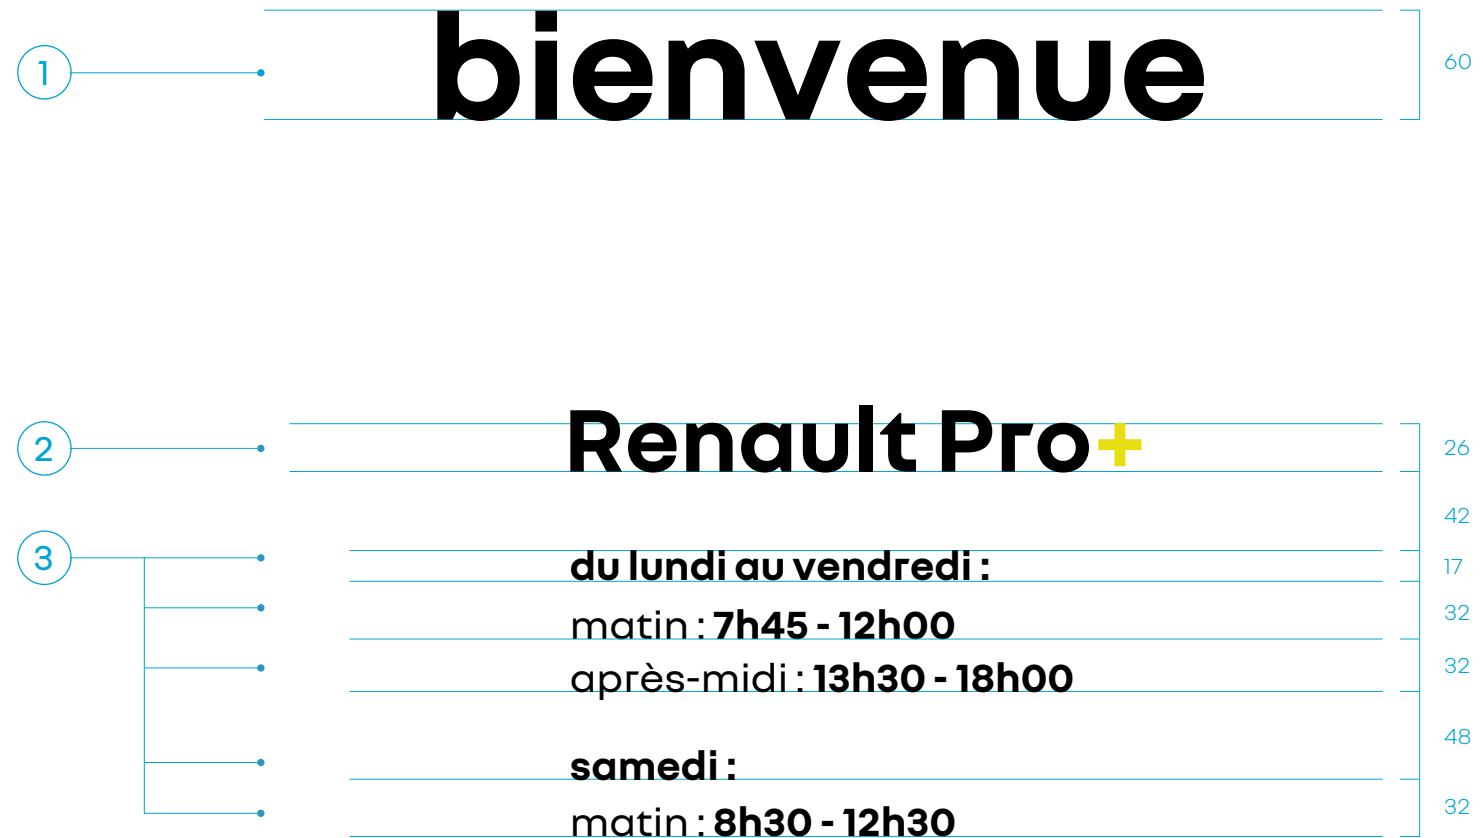 1
bienvenue
60
2
Renault Pro+
26
42
3
du lundi au vendredi :
17
matin : 7h45 - 12h00
32
après-midi : 13h30 - 18h00
32
48
samedi :
matin : 8h30 - 12h30
32